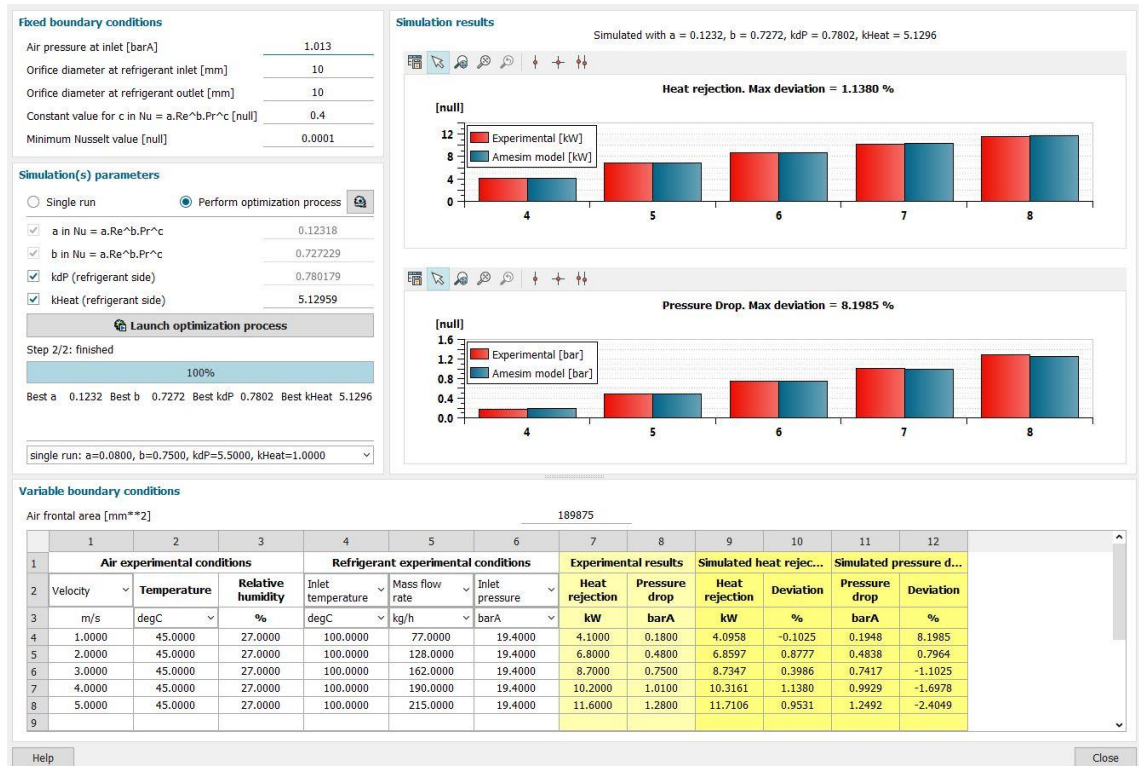 Fixed boundary conditions
Air pressure at inlet [barA] 1.013
Orifice diameter at refrigerant inlet [mm] 10
Orifice diameter at refrigerant outlet [mm] 10
Constant value for c in Nu = a.Re^b.Pr^c [null] 0.4
Minimum Nusselt value [null] 0.0001
Simulation(s) parameters
Single run Perform optimization process
a in Nu = a.Re^b.Pr^c 0.12318
b in Nu = a.Re^b.Pr^c 0.727229
kdP (refrigerant side) 0.780179
kHeat (refrigerant side) 5.12959
Launch optimization process
Step 2/2: finished
100%
Best a 0.1232 Best b 0.7272 Best kdP 0.7802 Best kHeat 5.1296
single run: a=0.0800, b=0.7500, kdP=5.5000, kHeat=1.0000
Simulation results
Simulated with a = 0.1232, b = 0.7272, kdP = 0.7802, kHeat = 5.1296
Heat rejection. Max deviation = 1.1380 %
[null]
12
8
4
0
Experimental [kW]
Amesim model [kW]
4 5 6 7 8
Pressure Drop. Max deviation = 8.1985 %
[null]
1.6
1.2
0.8
0.4
0.0
Experimental [bar]
Amesim model [bar]
4 5 6 7 8
Variable boundary conditions
Air frontal area [mm**2] 189875
1 2 3 4 5 6 7 8 9 10 11 12
1 Air experimental conditions Refrigerant experimental conditions Experimental results Simulated heat rejec... Simulated pressure d...
2 Velocity Temperature Relative humidity Inlet temperature Mass flow rate Inlet pressure Heat rejection Pressure drop Heat rejection Deviation Pressure drop Deviation
3 m/s degC % degC kg/h barA kW barA kW % barA %
4 1.0000 45.0000 27.0000 100.0000 77.0000 19.4000 4.1000 0.1800 4.0958 -0.1025 0.1948 8.1985
5 2.0000 45.0000 27.0000 100.0000 128.0000 19.4000 6.8000 0.4800 6.8597 0.8777 0.4838 0.7964
6 3.0000 45.0000 27.0000 100.0000 162.0000 19.4000 8.7000 0.7500 8.7347 0.3986 0.7417 -1.1025
7 4.0000 45.0000 27.0000 100.0000 190.0000 19.4000 10.2000 1.0100 10.3161 1.1380 0.9929 -1.6978
8 5.0000 45.0000 27.0000 100.0000 215.0000 19.4000 11.6000 1.2800 11.7106 0.9531 1.2492 -2.4049
9
Help Close